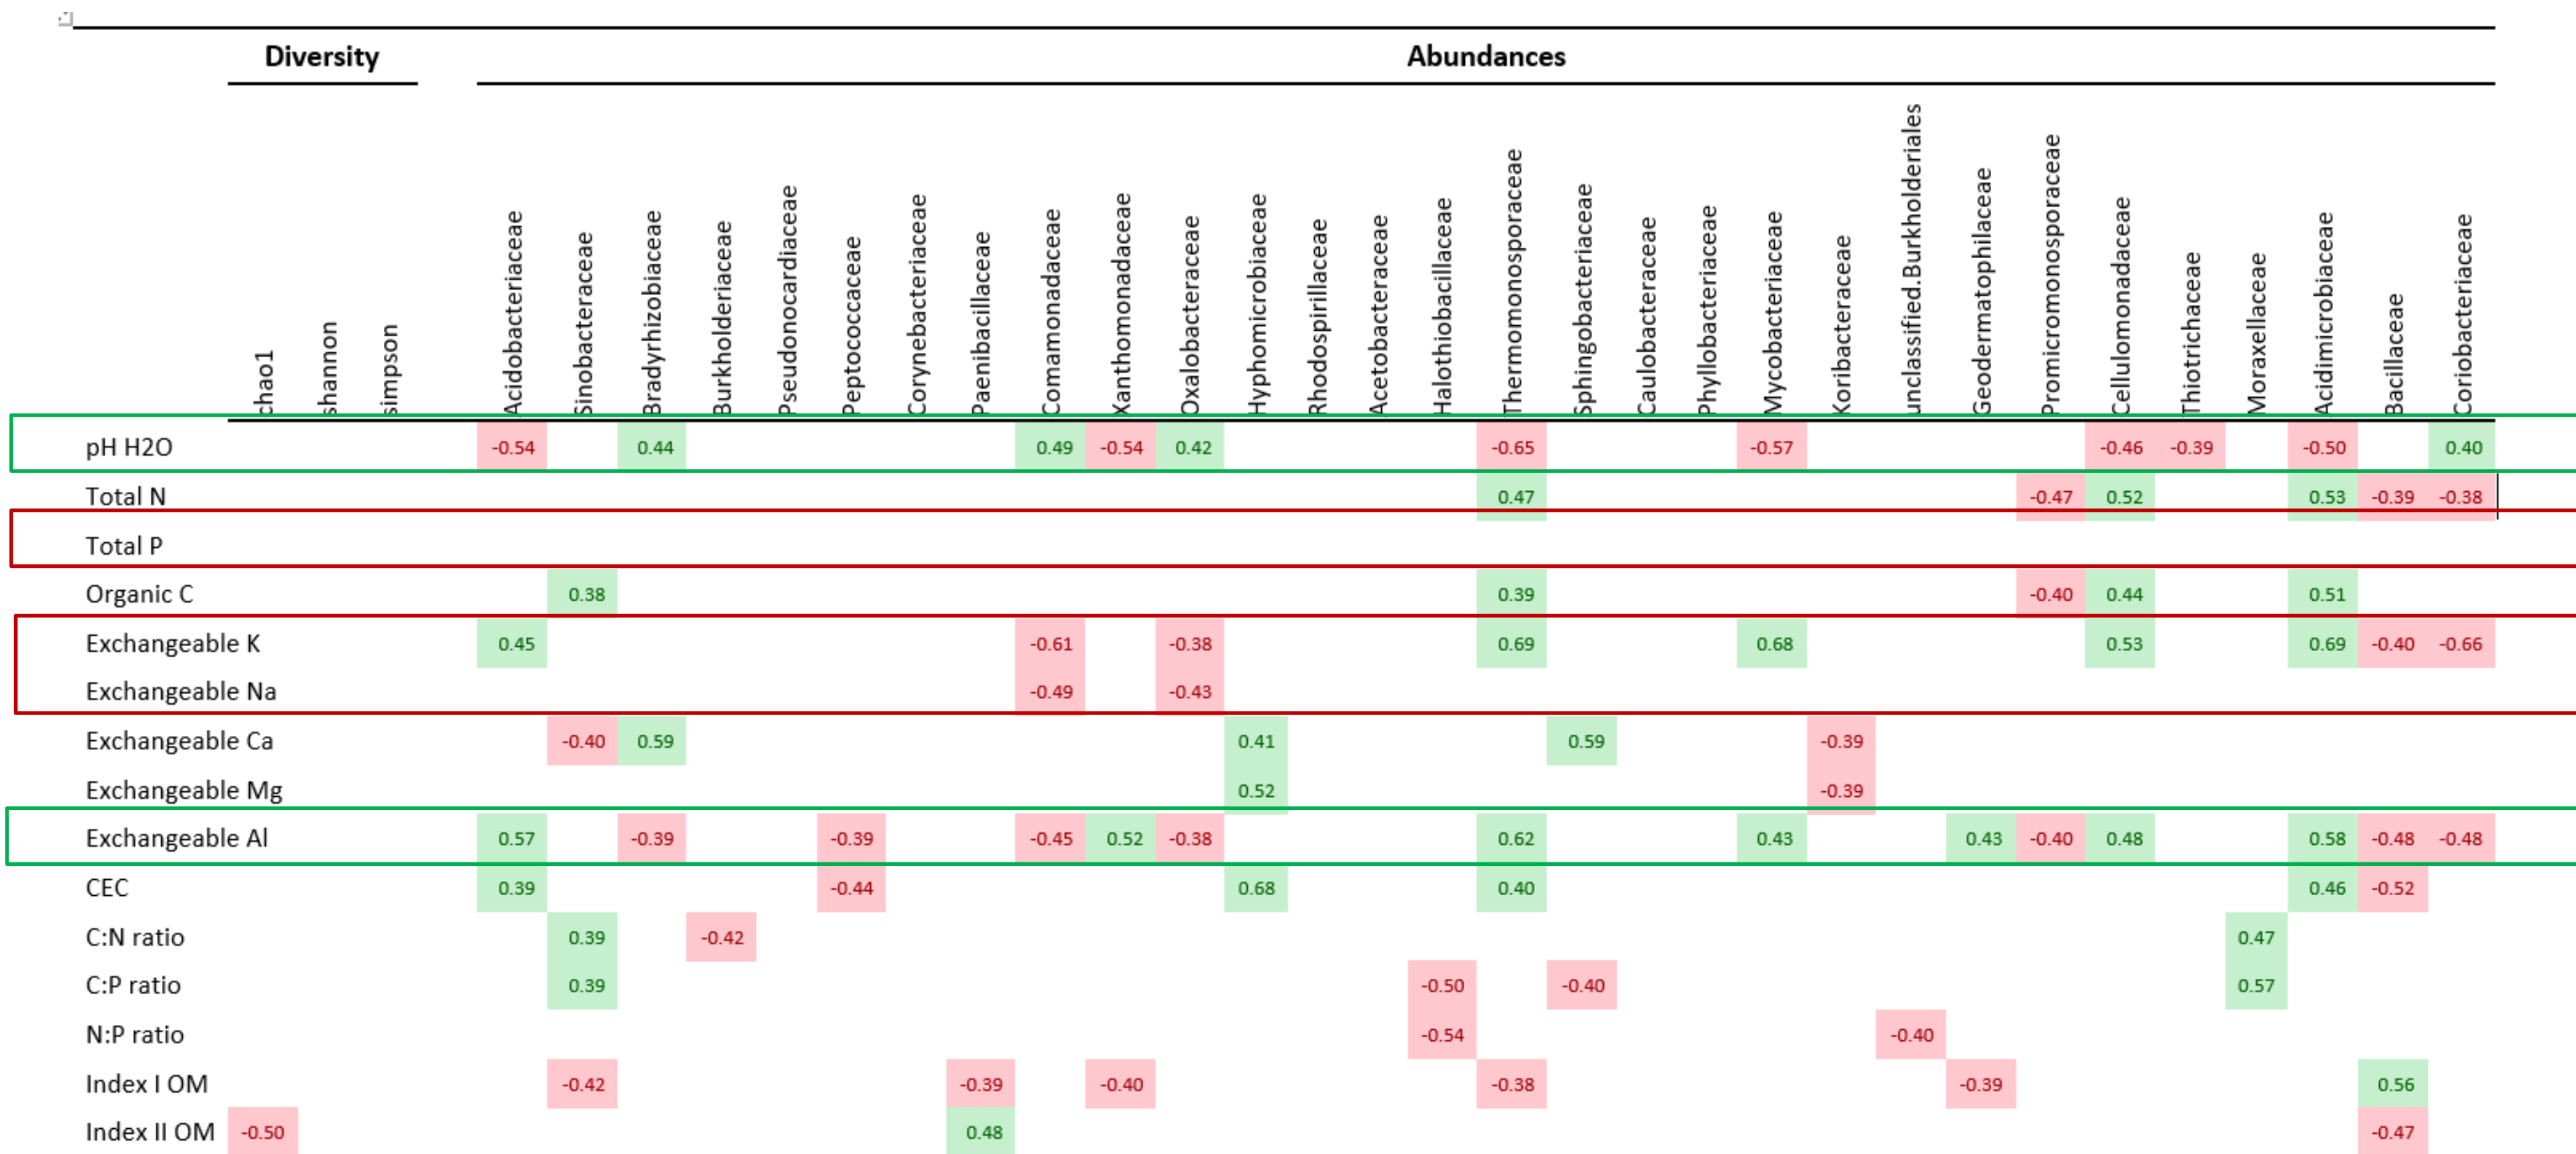 Diversity Abundances
chao1 shannon simpson Acidobacteriaceae Sinobacteraceae Bradyrhizobiaceae Burkholderiaceae Pseudonocardiaceae Peptococcaceae Corynebacteriaceae Paenibacillaceae Comamonadaceae Xanthomonadaceae Oxalobacteraceae Hyphomicrobiaceae Rhodospirillaceae Acetobacteraceae Halothiobacillaceae Thermomonosporaceae Sphingobacteriaceae Caulobacteraceae Phyllobacteriaceae Mycobacteriaceae Koribacteraceae unclassified.Burkholderiales Geodermatophilaceae Promicromonosporaceae Cellulomonadaceae Thiotrichaceae Moraxellaceae Acidimicrobiaceae Bacillaceae Coriobacteriaceae
pH H2O -0.54 0.44 0.49 -0.54 0.42 -0.65 -0.57 -0.46 -0.39 -0.50 0.40
Total N 0.47 -0.47 0.52 0.53 -0.39 -0.38
Total P
Organic C 0.38 0.39 -0.40 0.44 0.51
Exchangeable K 0.45 -0.61 -0.38 0.69 0.68 0.53 0.69 -0.40 -0.66
Exchangeable Na -0.49 -0.43
Exchangeable Ca -0.40 0.59 0.41 0.59 -0.39
Exchangeable Mg 0.52 -0.39
Exchangeable Al 0.57 -0.39 -0.39 -0.45 0.52 -0.38 0.62 0.43 0.43 -0.40 0.48 0.58 -0.48 -0.48
CEC 0.39 -0.44 0.68 0.40 0.46 -0.52
C:N ratio 0.39 -0.42 0.47
C:P ratio 0.39 -0.50 -0.40 0.57
N:P ratio -0.54 -0.40
Index I OM -0.42 -0.39 -0.40 -0.38 -0.39 0.56
Index II OM -0.50 0.48 -0.47